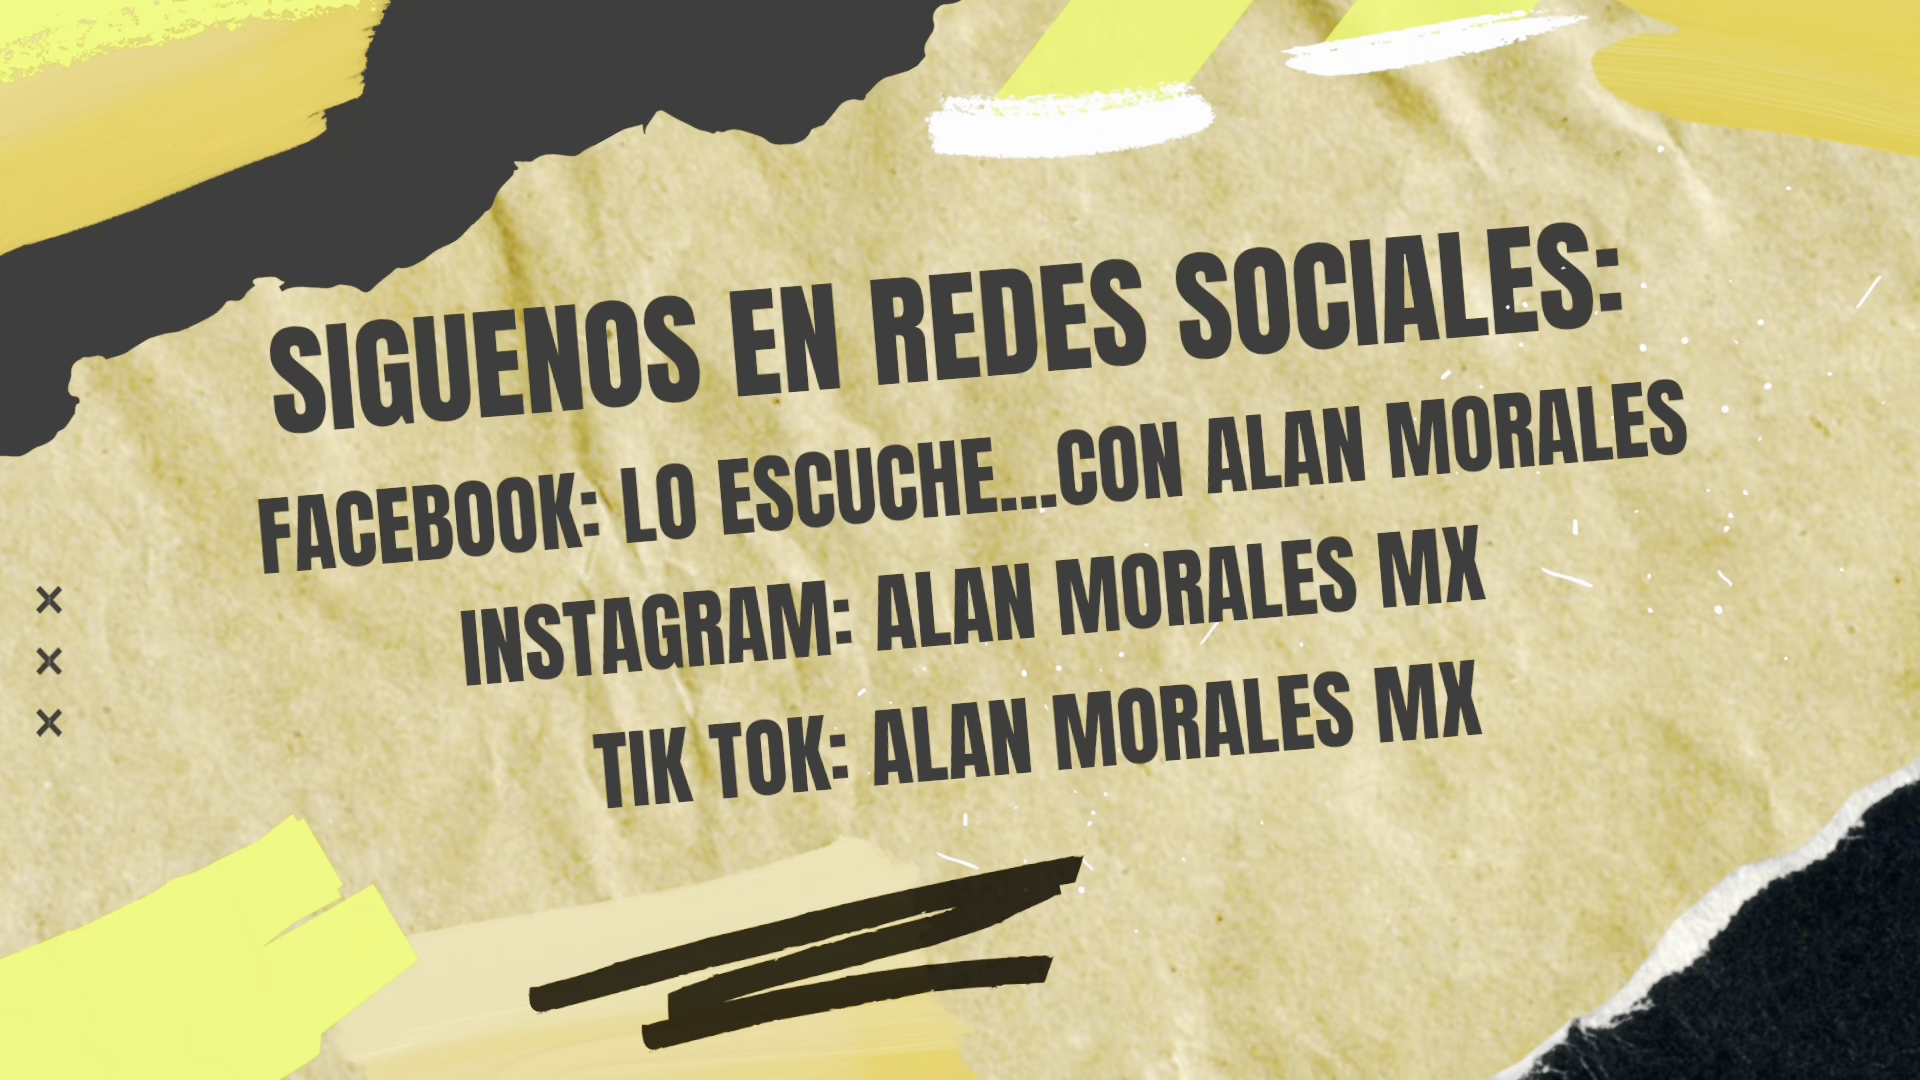 SIGUENOS EN REDES SOCIALES:
FACEBOOK: LO ESCUCHE...CON ALAN MORALES
INSTAGRAM: ALAN MORALES MX
TIK TOK: ALAN MORALES MX